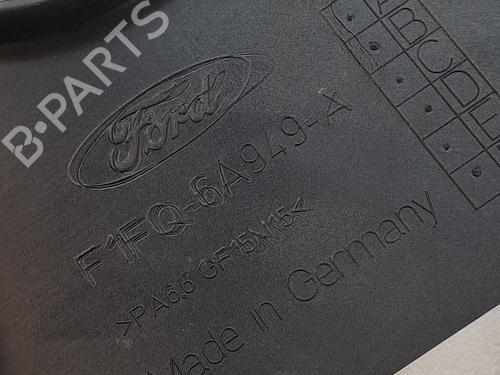 B·PARTS
Ford
F1FQ-6A949-A
>PA6.6 GF15M15<
Made in Germany
A
B
C
D